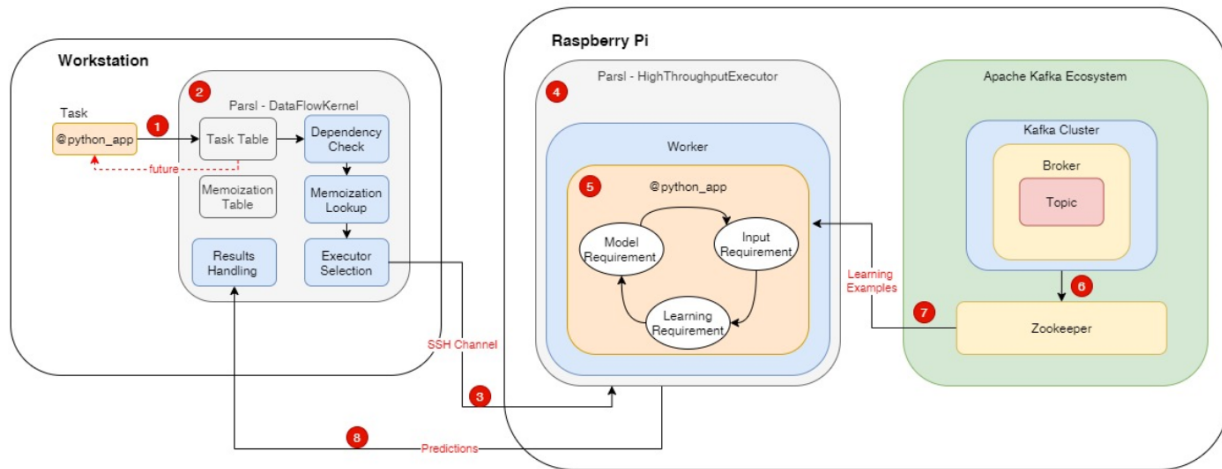 Workstation
Task
@python_app
1
future
2
Parsl - DataFlowKernel
Task Table
Dependency
Check
Memoization
Table
Memoization
Lookup
Results
Handling
Executor
Selection
SSH Channel
3
8
Predictions
Raspberry Pi
4
Parsl - HighThroughputExecutor
Worker
5
@python_app
Model
Requirement
Input
Requirement
Learning
Requirement
Learning
Examples
Apache Kafka Ecosystem
Kafka Cluster
Broker
Topic
6
7
Zookeeper